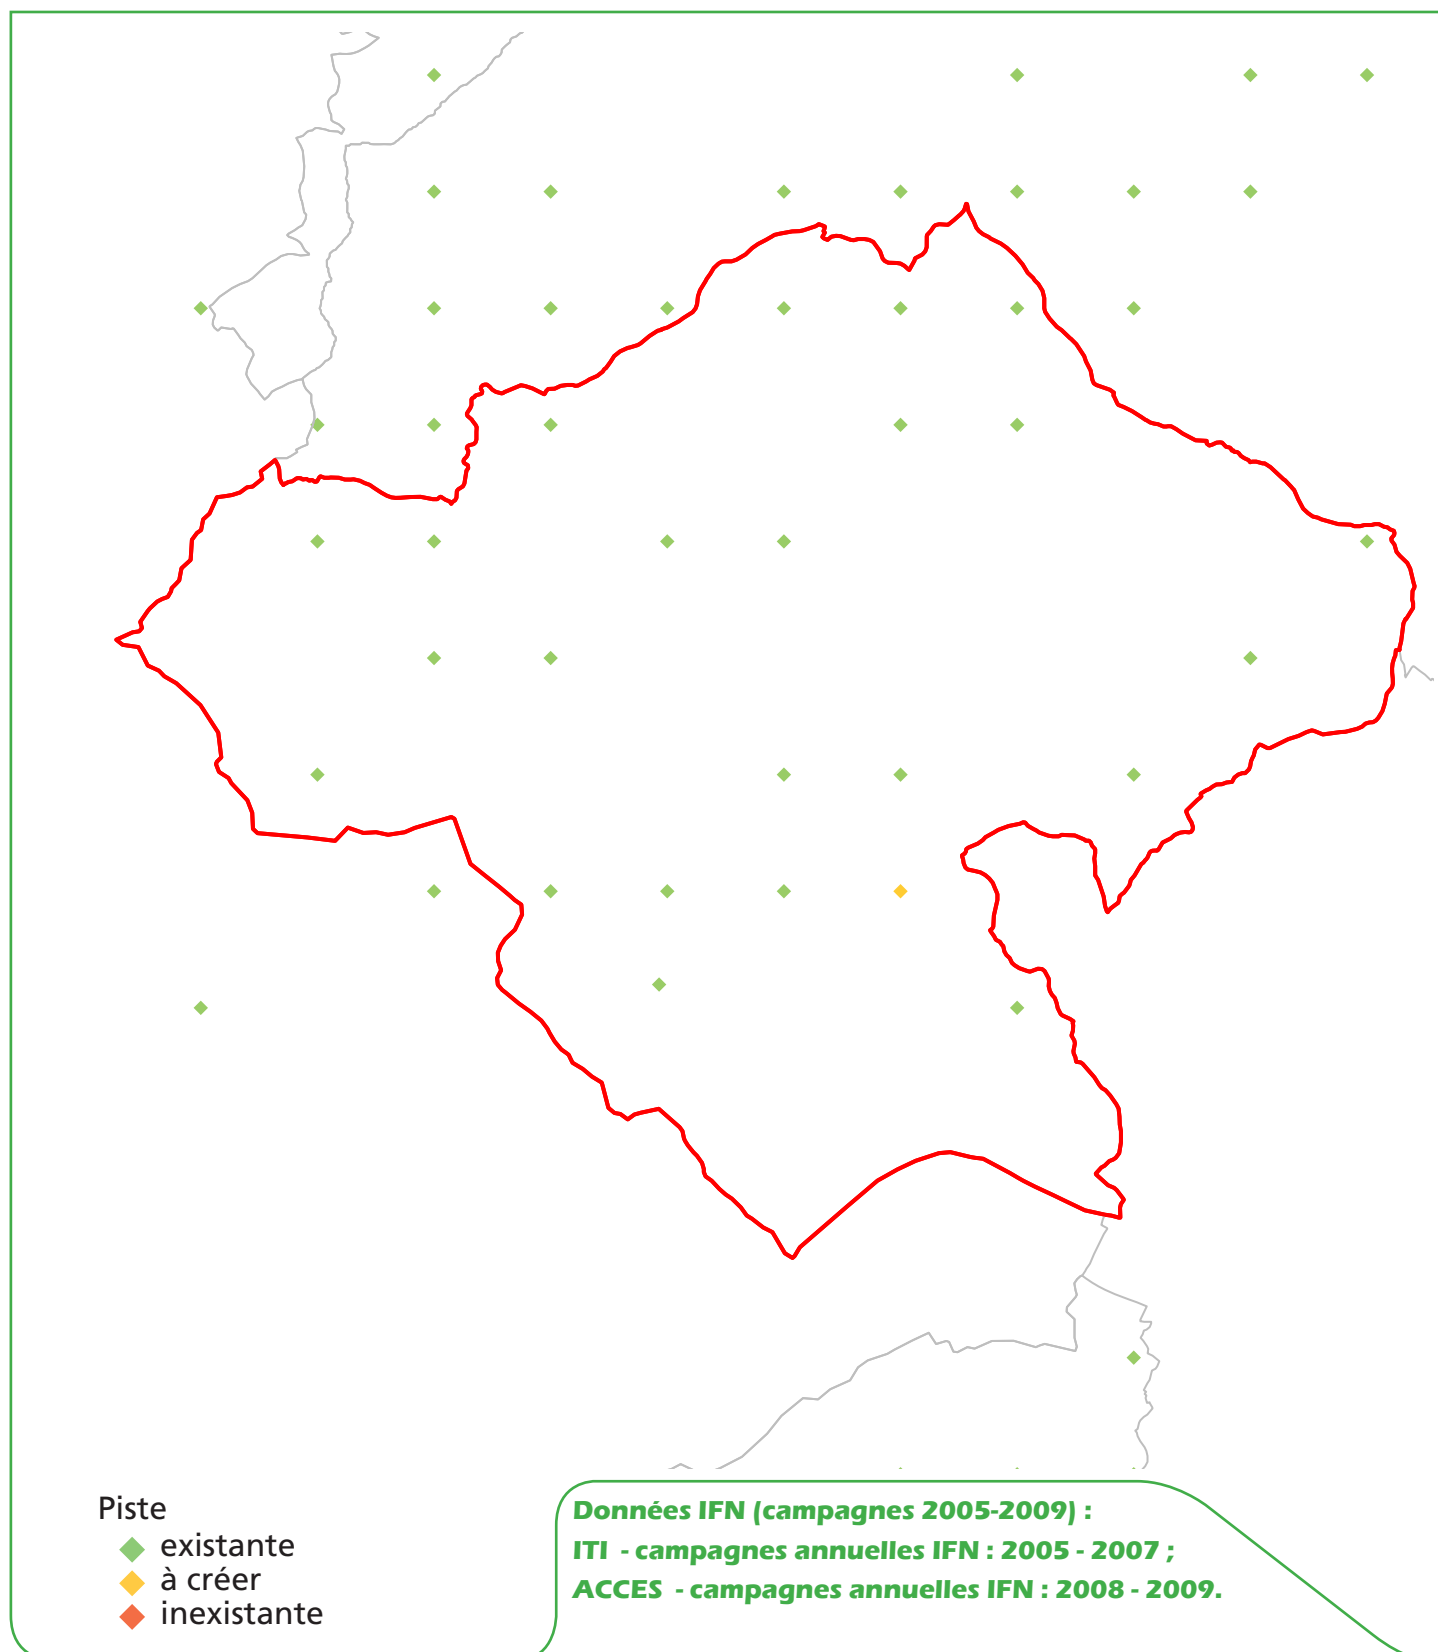 Piste
existante
à créer
inexistante
Données IFN (campagnes 2005-2009) :
ITI - campagnes annuelles IFN : 2005 - 2007 ;
ACCES - campagnes annuelles IFN : 2008 - 2009.